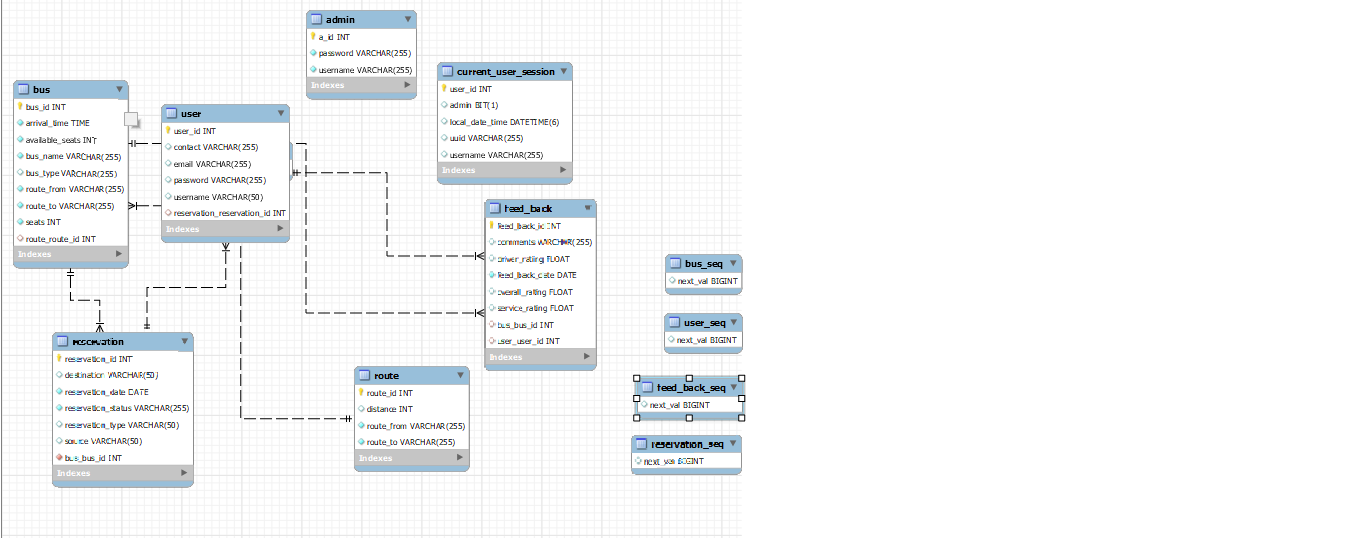 admin
a_id INT
password VARCHAR(255)
username VARCHAR(255)
Indexes
current_user_session
user_id INT
admin BIT(1)
local_date_time DATETIME(6)
uuid VARCHAR(255)
username VARCHAR(255)
Indexes
bus
bus_id INT
arrival_time TIME
available_seats INT
bus_name VARCHAR(255)
bus_type VARCHAR(255)
route_from VARCHAR(255)
route_to VARCHAR(255)
seats INT
route_route_id INT
Indexes
user
user_id INT
contact VARCHAR(255)
email VARCHAR(255)
password VARCHAR(255)
username VARCHAR(50)
reservation_reservation_id INT
Indexes
feed_back
feed_back_id INT
comments VARCHAR(255)
driver_rating FLOAT
feed_back_date DATE
overall_rating FLOAT
service_rating FLOAT
bus_bus_id INT
user_user_id INT
Indexes
bus_seq
next_val BIGINT
user_seq
next_val BIGINT
feed_back_seq
next_val BIGINT
reservation_seq
next_val BIGINT
reservation
reservation_id INT
destination VARCHAR(50)
reservation_date DATE
reservation_status VARCHAR(255)
reservation_type VARCHAR(50)
source VARCHAR(50)
bus_bus_id INT
Indexes
route
route_id INT
distance INT
route_from VARCHAR(255)
route_to VARCHAR(255)
Indexes